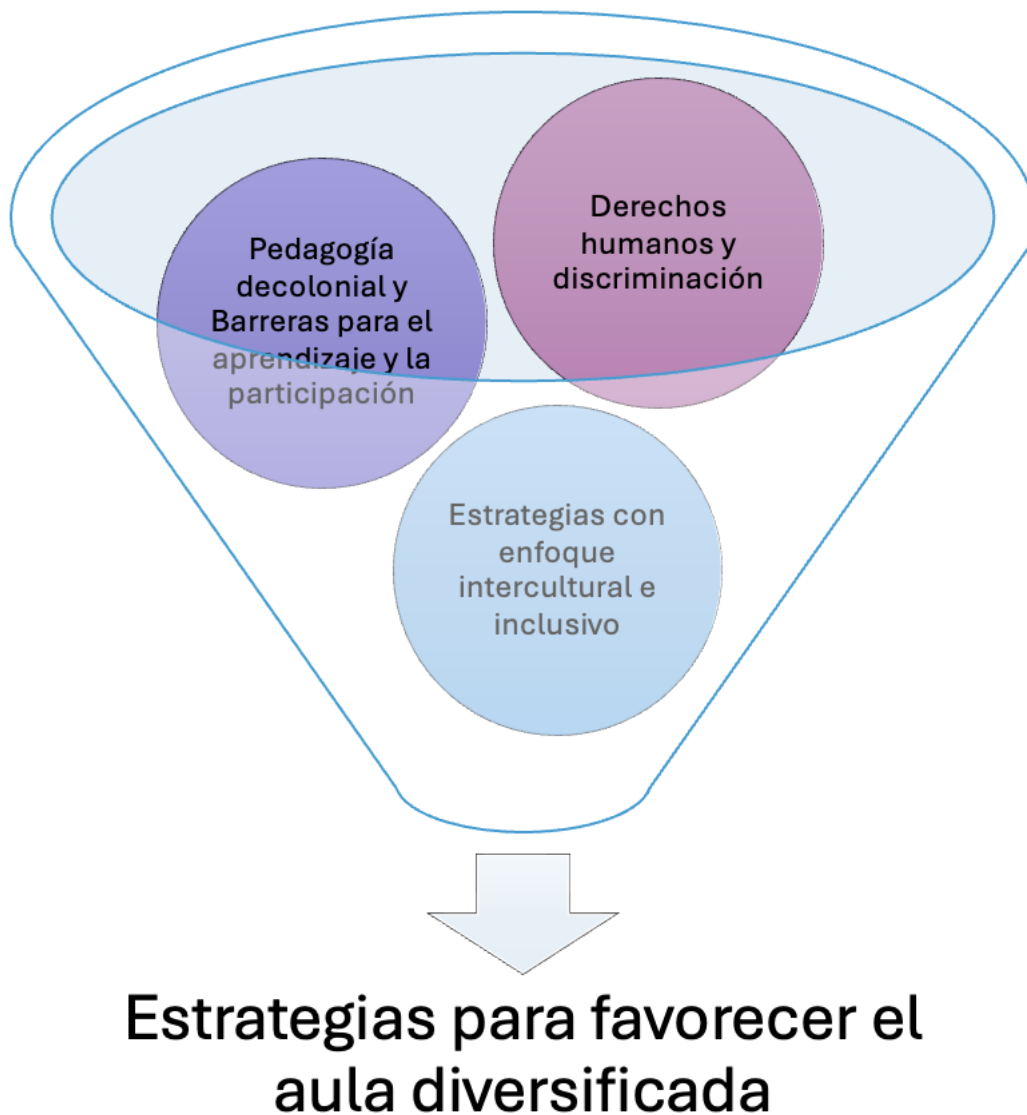 Derechos
humanos y
discriminación
Pedagogía
decolonial y
Barreras para el
aprendizaje y la
participación
Estrategias con
enfoque
intercultural e
inclusivo
Estrategias para favorecer el
aula diversificada